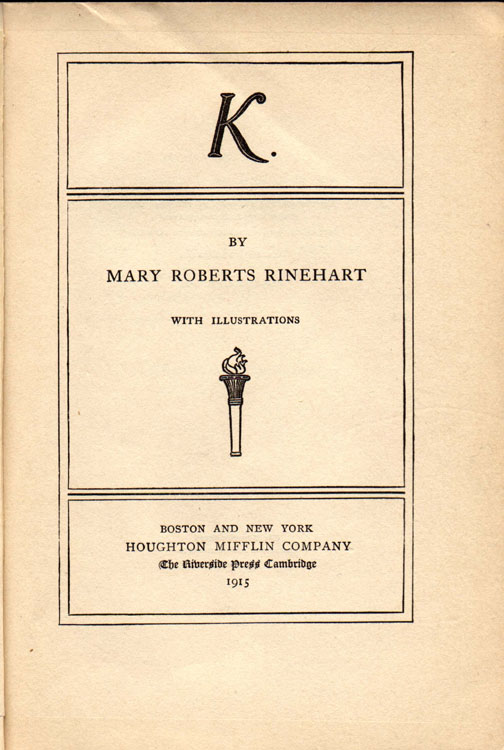 K.
BY
MARY ROBERTS RINEHART
WITH ILLUSTRATIONS
BOSTON AND NEW YORK
HOUGHTON MIFFLIN COMPANY
The Riverside Press Cambridge
1915